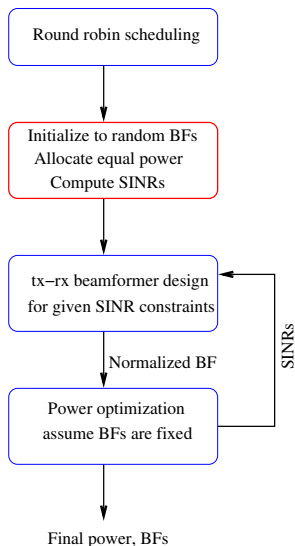 Round robin scheduling
Initialize to random BFs
Allocate equal power
Compute SINRs
tx−rx beamformer design
for given SINR constraints
SINRs
Normalized BF
Power optimization
assume BFs are fixed
Final power, BFs